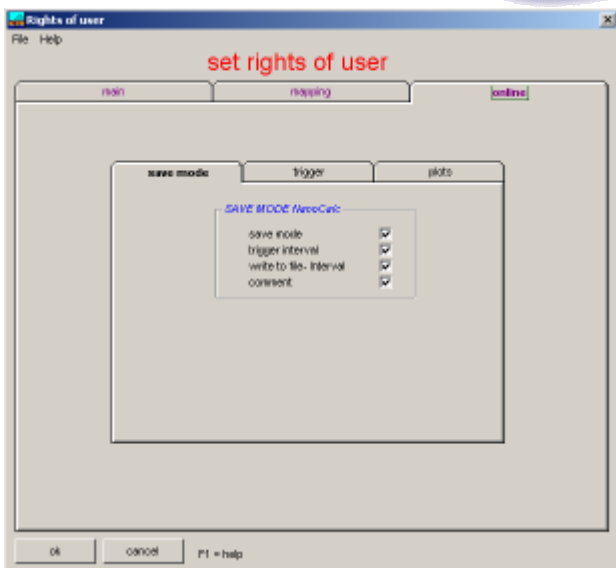 Rights of user
File Help
set rights of user
main mapping online
save mode trigger plots
SAVE MODE NanoCalc
save mode
trigger interval
write to file- interval
comment
ok cancel F1 = help